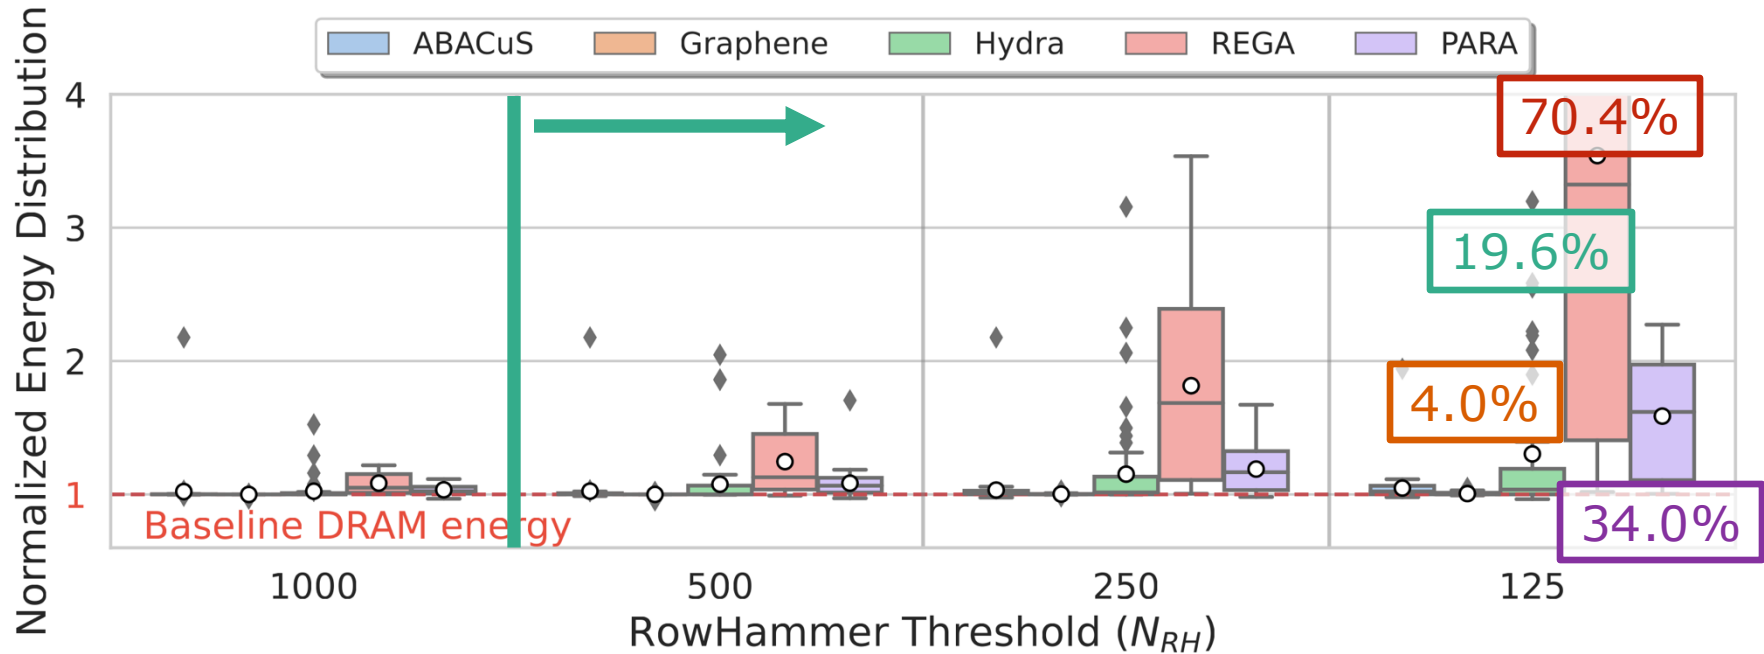 ABACuS Graphene Hydra REGA PARA
Normalized Energy Distribution
4
3
2
1
70.4%
19.6%
4.0%
34.0%
Baseline DRAM energy
1000 500 250 125
RowHammer Threshold (N_RH)